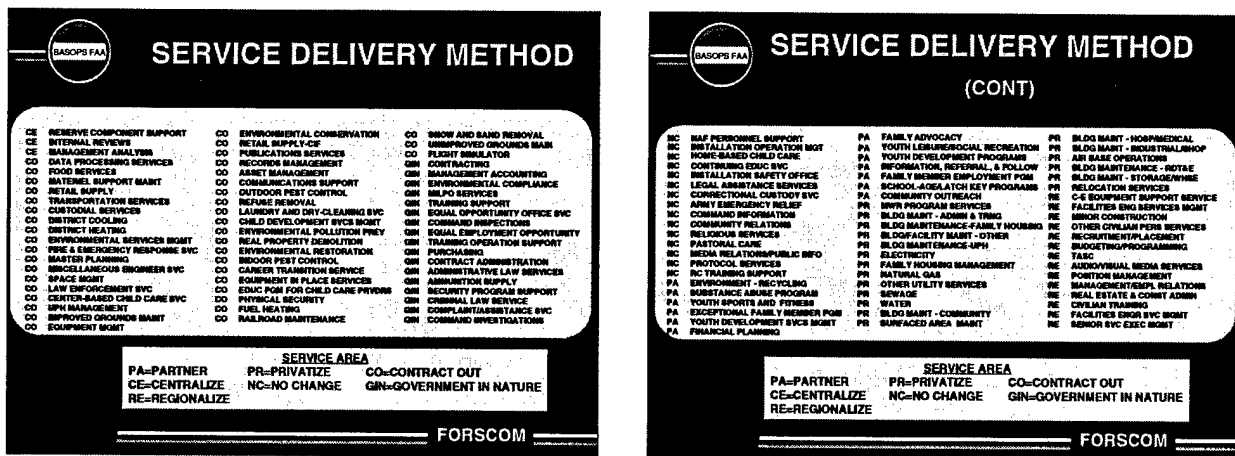 BASOPS FAA
SERVICE DELIVERY METHOD
CE RESERVE COMPONENT SUPPORT
CE INTERNAL REVIEWS
CE MANAGEMENT ANALYSIS
CO DATA PROCESSING SERVICES
CO FOOD SERVICES
CO MATERIEL SUPPORT MAINT
CO RETAIL SUPPLY
CO TRANSPORTATION SERVICES
CO CUSTODIAL SERVICES
CO DISTRICT COOLING
CO DISTRICT HEATING
CO ENVIRONMENTAL SERVICES MGMT
CO FIRE & EMERGENCY RESPONSE SVC
CO MASTER PLANNING
CO MISCELLANEOUS ENGINEER SVC
CO SPACE MGMT
CO LAW ENFORCEMENT SVC
CO CENTER-BASED CHILD CARE SVC
CO UPH MANAGEMENT
CO IMPROVED GROUNDS MAINT
CO EQUIPMENT MGMT
CO ENVIRONMENTAL CONSERVATION
CO RETAIL SUPPLY-CIF
CO PUBLICATIONS SERVICES
CO RECORDS MANAGEMENT
CO ASSET MANAGEMENT
CO COMMUNICATIONS SUPPORT
CO OUTDOOR PEST CONTROL
CO REFUSE REMOVAL
CO LAUNDRY AND DRY-CLEANING SVC
CO CHILD DEVELOPMENT SVCS MGMT
CO ENVIRONMENTAL POLLUTION PREV
CO REAL PROPERTY DEMOLITION
CO ENVIRONMENTAL RESTORATION
CO INDOOR PEST CONTROL
CO CAREER TRANSITION SERVICE
CO EQUIPMENT IN PLACE SERVICES
CO EDUC PGM FOR CHILD CARE PRVDRS
CO PHYSICAL SECURITY
CO FUEL HEATING
CO RAILROAD MAINTENANCE
CO SNOW AND SAND REMOVAL
CO UNIMPROVED GROUNDS MAIN
CO FLIGHT SIMULATOR
GIN CONTRACTING
GIN MANAGEMENT ACCOUNTING
GIN ENVIRONMENTAL COMPLIANCE
GIN MILPO SERVICES
GIN TRAINING SUPPORT
GIN EQUAL OPPORTUNITY OFFICE SVC
GIN COMMAND INSPECTIONS
GIN EQUAL EMPLOYMENT OPPORTUNITY
GIN TRAINING OPERATION SUPPORT
GIN PURCHASING
GIN CONTRACT ADMINISTRATION
GIN ADMINISTRATIVE LAW SERVICES
GIN AMMUNITION SUPPLY
GIN SECURITY PROGRAM SUPPORT
GIN CRIMINAL LAW SERVICE
GIN COMPLAINT/ASSISTANCE SVC
GIN COMMAND INVESTIGATIONS
SERVICE AREA
PA=PARTNER PR=PRIVATIZE CO=CONTRACT OUT
CE=CENTRALIZE NC=NO CHANGE GIN=GOVERNMENT IN NATURE
RE=REGIONALIZE
FORSCOM
BASOPS FAA
SERVICE DELIVERY METHOD
(CONT)
NC NAF PERSONNEL SUPPORT
NC INSTALLATION OPERATION MGT
NC HOME-BASED CHILD CARE
NC CONTINUING EDUC SVC
NC INSTALLATION SAFETY OFFICE
NC LEGAL ASSISTANCE SERVICES
NC CORRECTIONAL CUSTODY SVC
NC ARMY EMERGENCY RELIEF
NC COMMAND INFORMATION
NC COMMUNITY RELATIONS
NC RELIGIOUS SERVICES
NC PASTORAL CARE
NC MEDIA RELATIONS/PUBLIC INFO
NC PROTOCOL SERVICES
NC RC TRAINING SUPPORT
PA ENVIRONMENT - RECYCLING
PA SUBSTANCE ABUSE PROGRAM
PA YOUTH SPORTS AND FITNESS
PA EXCEPTIONAL FAMILY MEMBER PGM
PA YOUTH DEVELOPMENT SVCS MGMT
PA FINANCIAL PLANNING
PA FAMILY ADVOCACY
PA YOUTH LEISURE/SOCIAL RECREATION
PA YOUTH DEVELOPMENT PROGRAMS
PA INFORMATION, REFERRAL, & FOLLOW
PA FAMILY MEMBER EMPLOYMENT PGM
PA SCHOOL-AGE/LATCH KEY PROGRAMS
PA COMMUNITY OUTREACH
PR MWR PROGRAM SERVICES
PR BLDG MAINT - ADMIN & TRNG
PR BLDG MAINTENANCE-FAMILY HOUSING
PR BLDG/FACILITY MAINT - OTHER
PR BLDG MAINTENANCE-UPH
PR ELECTRICITY
PR FAMILY HOUSING MANAGEMENT
PR NATURAL GAS
PR OTHER UTILITY SERVICES
PR SEWAGE
PR WATER
PR BLDG MAINT - COMMUNITY
PR SURFACED AREA MAINT
PR BLDG MAINT - HOSP/MEDICAL
PR BLDG MAINT - INDUSTRIAL/SHOP
PR AIR BASE OPERATIONS
PR BLDG MAINTENANCE - RDT&E
PR BLDG MAINT - STORAGE/WHSE
PR RELOCATION SERVICES
RE C-E EQUIPMENT SUPPORT SERVICE
RE FACILITIES ENG SERVICES MGMT
RE MINOR CONSTRUCTION
RE OTHER CIVILIAN PERS SERVICES
RE RECRUITMENT/PLACEMENT
RE BUDGETING/PROGRAMMING
RE TASC
RE AUDIO/VISUAL MEDIA SERVICES
RE POSITION MANAGEMENT
RE MANAGEMENT/EMPL RELATIONS
RE REAL ESTATE & CONST ADMIN
RE CIVILIAN TRAINING
RE FACILITIES ENGR SVC MGMT
RE SENIOR SVC EXEC MGMT
SERVICE AREA
PA=PARTNER PR=PRIVATIZE CO=CONTRACT OUT
CE=CENTRALIZE NC=NO CHANGE GIN=GOVERNMENT IN NATURE
RE=REGIONALIZE
FORSCOM